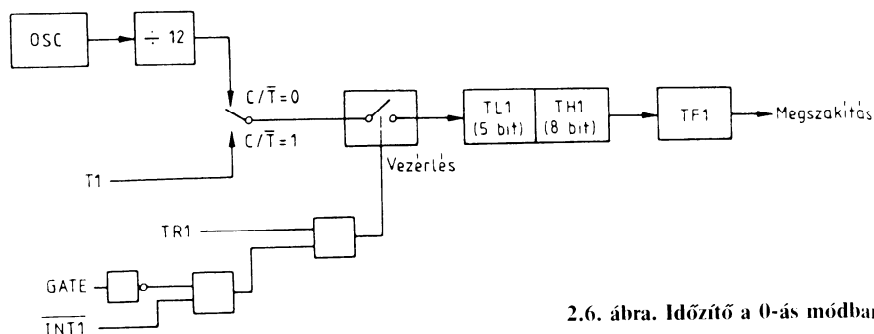 OSC
÷ 12
C/T̅=0
C/T̅=1
T1
Vezérlés
TL1
(5 bit)
TH1
(8 bit)
TF1
Megszakítás
TR1
GATE
I̅N̅T̅1̅
2.6. ábra. Időzítő a 0-ás módban